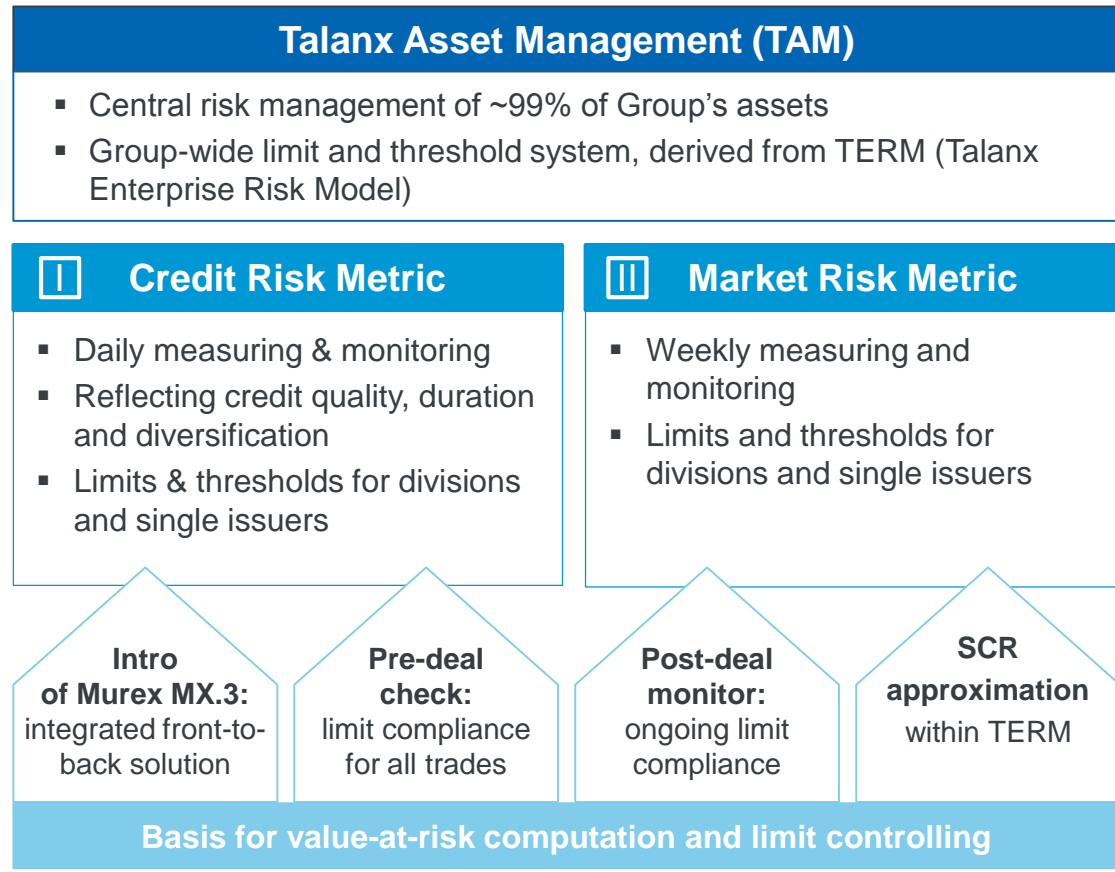 Talanx Asset Management (TAM)
▪ Central risk management of ~99% of Group's assets
▪ Group-wide limit and threshold system, derived from TERM (Talanx
Enterprise Risk Model)
I Credit Risk Metric
▪ Daily measuring & monitoring
▪ Reflecting credit quality, duration
and diversification
▪ Limits & thresholds for divisions
and single issuers
II Market Risk Metric
▪ Weekly measuring and
monitoring
▪ Limits and thresholds for
divisions and single issuers
Intro
of Murex MX.3:
integrated front-to-
back solution
Pre-deal
check:
limit compliance
for all trades
Post-deal
monitor:
ongoing limit
compliance
SCR
approximation
within TERM
Basis for value-at-risk computation and limit controlling